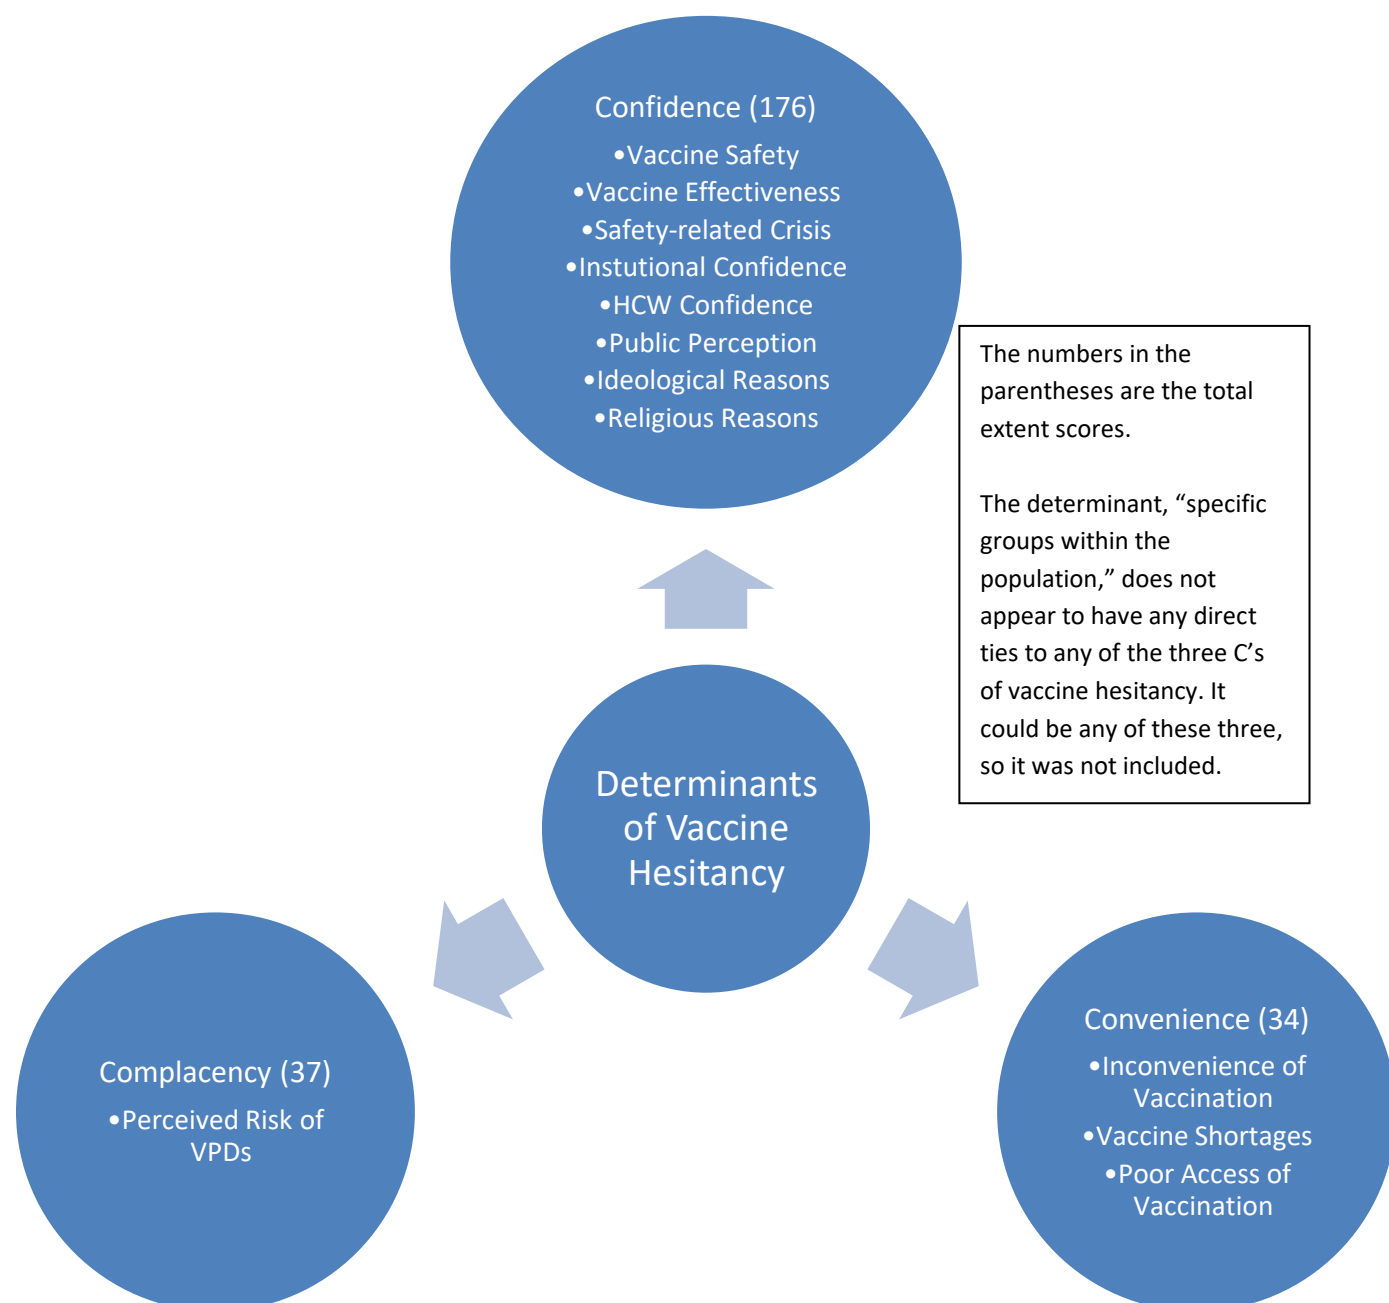 Confidence (176)
•Vaccine Safety
•Vaccine Effectiveness
•Safety-related Crisis
•Instutional Confidence
•HCW Confidence
•Public Perception
•Ideological Reasons
•Religious Reasons
The numbers in the
parentheses are the total
extent scores.
The determinant, “specific
groups within the
population,” does not
appear to have any direct
ties to any of the three C’s
of vaccine hesitancy. It
could be any of these three,
so it was not included.
Determinants
of Vaccine
Hesitancy
Complacency (37)
•Perceived Risk of
VPDs
Convenience (34)
•Inconvenience of
Vaccination
•Vaccine Shortages
•Poor Access of
Vaccination